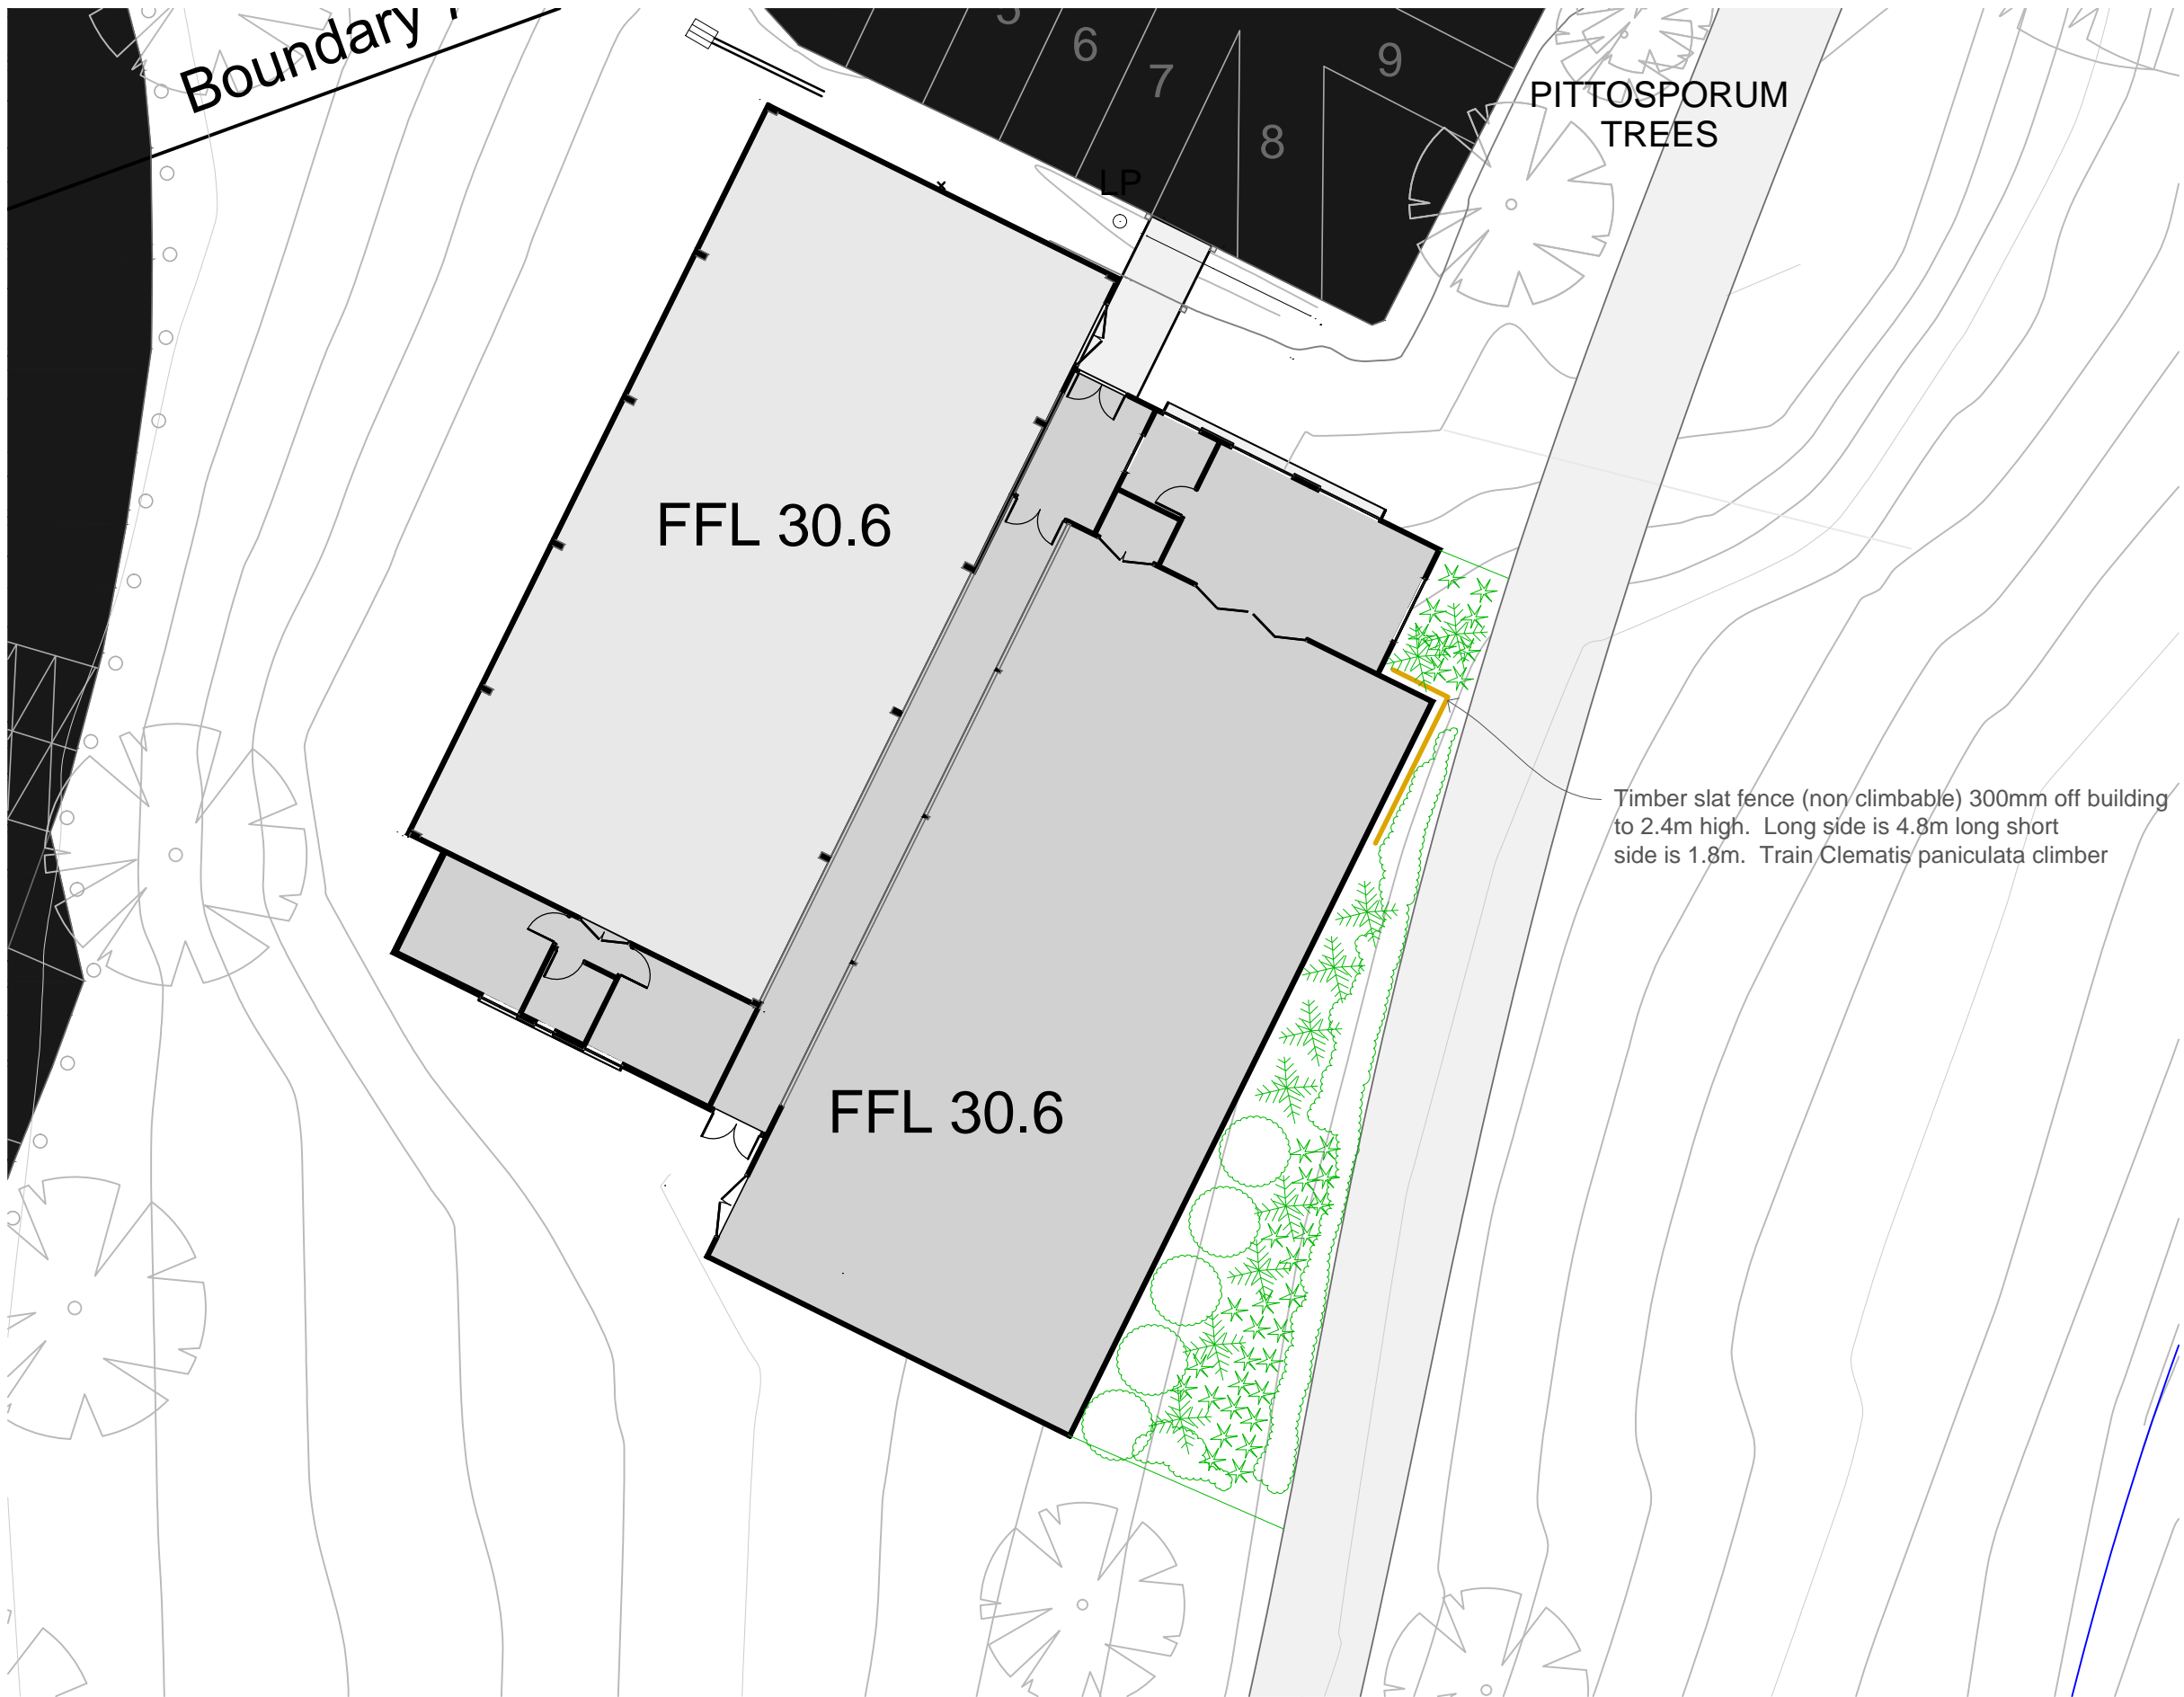 Boundary
5
6
7
8
9
PITTOSPORUM
TREES
LP
FFL 30.6
Timber slat fence (non climbable) 300mm off building
to 2.4m high.  Long side is 4.8m long short
side is 1.8m.  Train Clematis paniculata climber
FFL 30.6